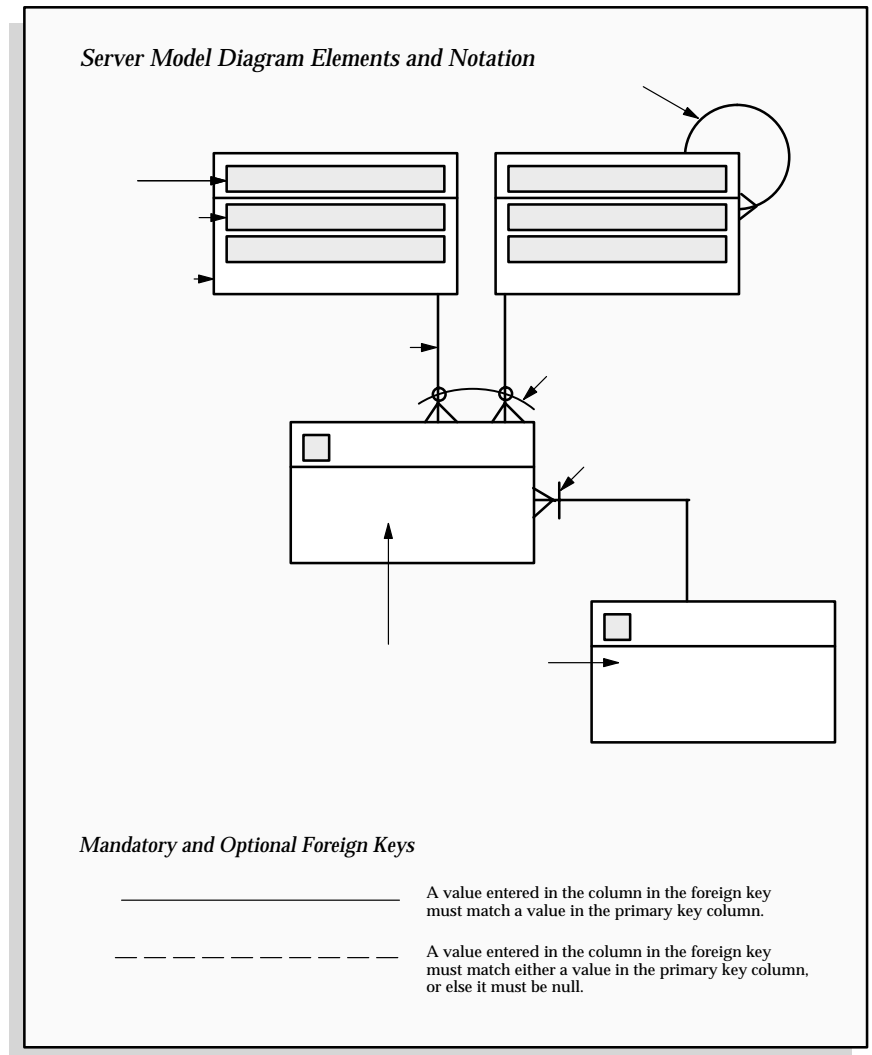 Server Model Diagram Elements and Notation
Mandatory and Optional Foreign Keys
A value entered in the column in the foreign key
must match a value in the primary key column.
A value entered in the column in the foreign key
must match either a value in the primary key column,
or else it must be null.